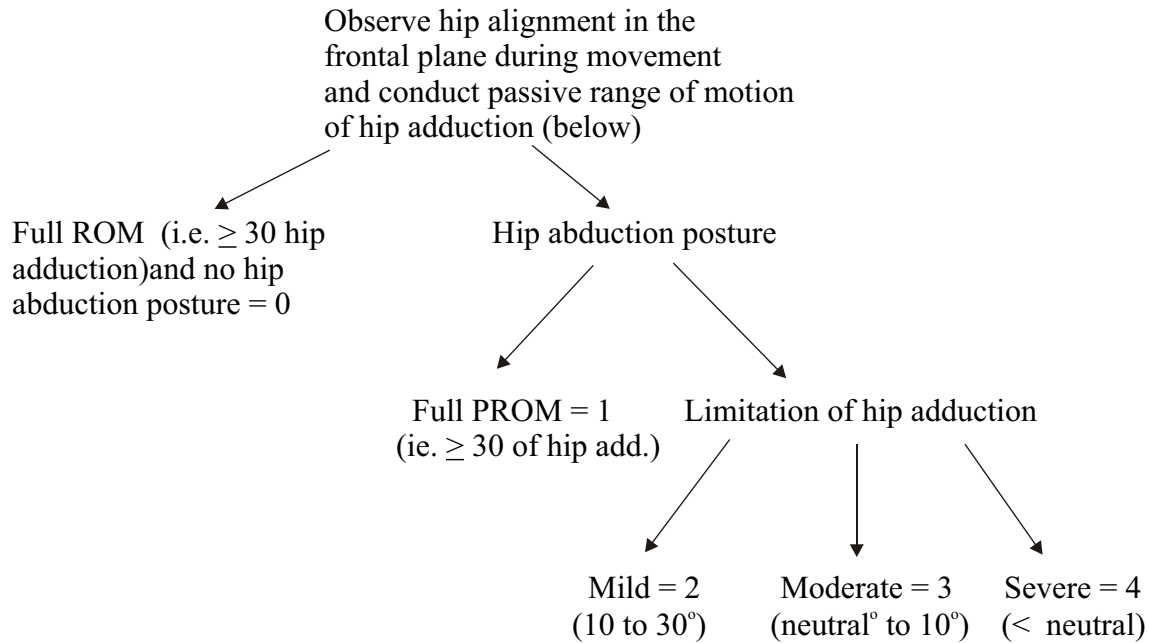 Observe hip alignment in the
frontal plane during movement
and conduct passive range of motion
of hip adduction (below)
Full ROM (i.e. ≥ 30 hip
adduction)and no hip
abduction posture = 0
Hip abduction posture
Full PROM = 1
(ie. ≥ 30 of hip add.)
Limitation of hip adduction
Mild = 2
(10 to 30°)
Moderate = 3
(neutral° to 10°)
Severe = 4
(< neutral)